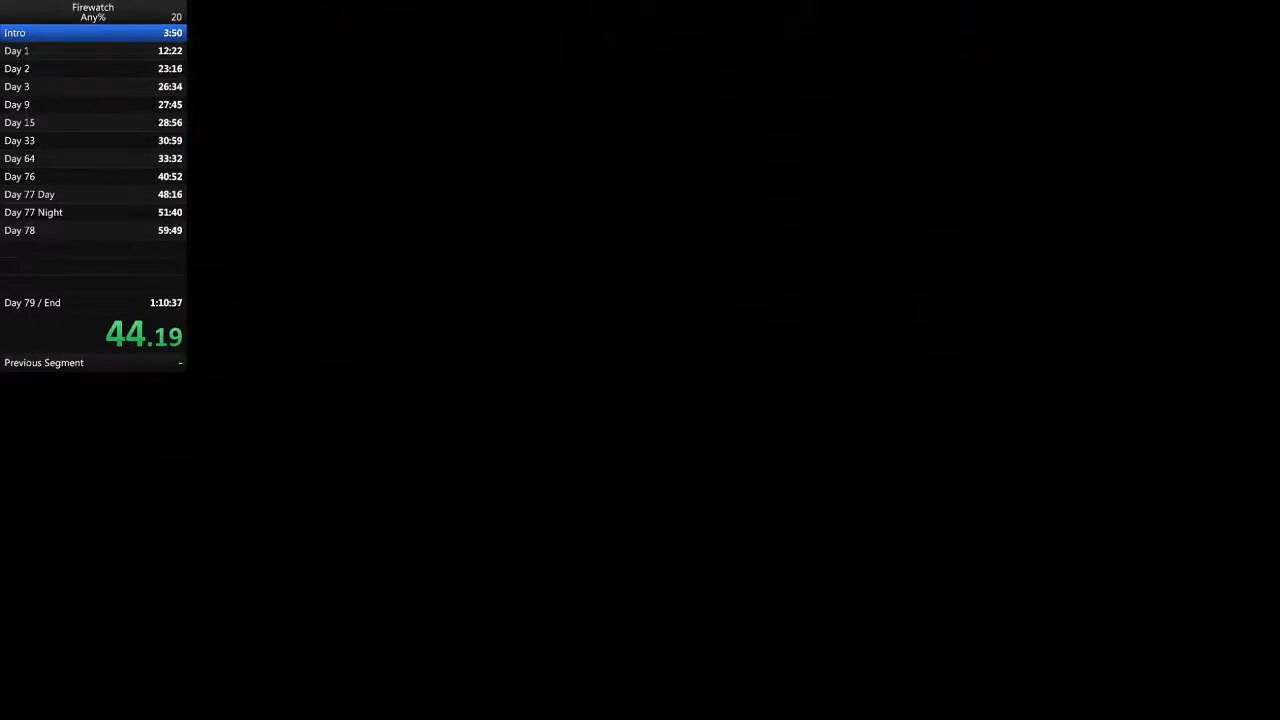 Firewatch
Any% 20
Intro 3:50
Day 1 12:22
Day 2 23:16
Day 3 26:34
Day 9 27:45
Day 15 28:56
Day 33 30:59
Day 64 33:32
Day 76 40:52
Day 77 Day 48:16
Day 77 Night 51:40
Day 78 59:49
Day 79 / End 1:10:37
44.19
Previous Segment -